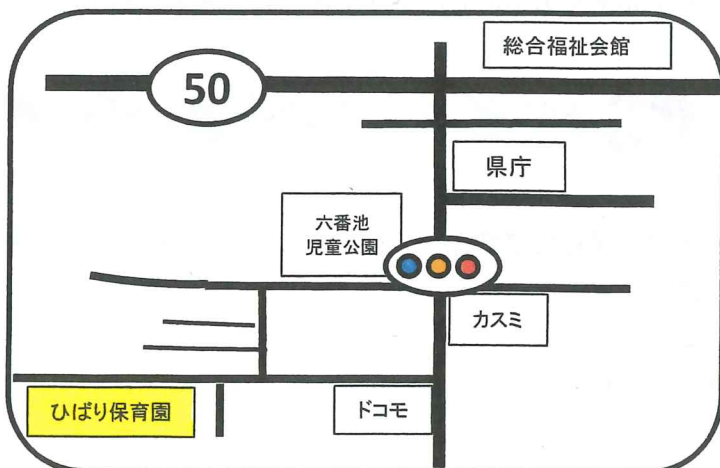 総合福祉会館
50
県庁
六番池
児童公園
カスミ
ひばり保育園
ドコモ